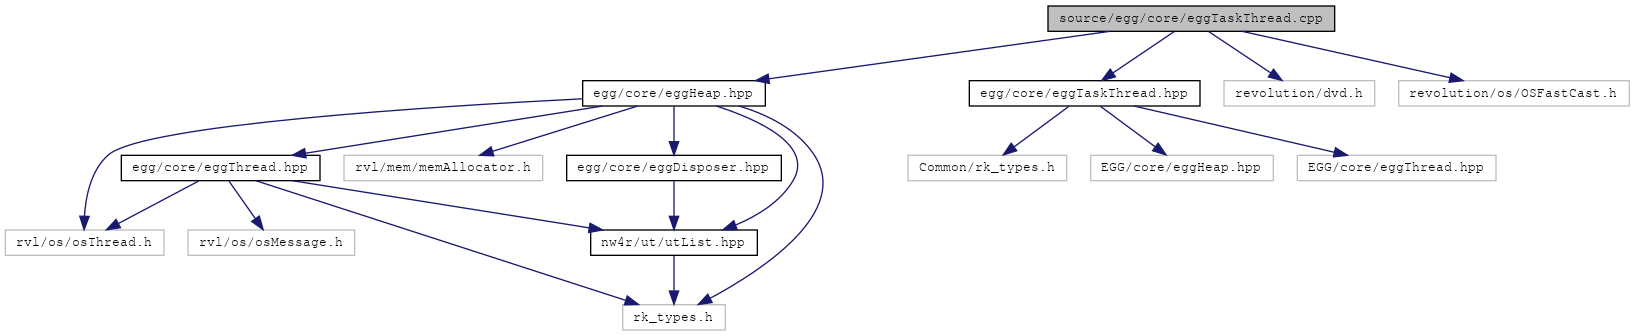 source/egg/core/eggTaskThread.cpp
egg/core/eggHeap.hpp
egg/core/eggTaskThread.hpp
revolution/dvd.h
revolution/os/OSFastCast.h
egg/core/eggThread.hpp
rvl/mem/memAllocator.h
egg/core/eggDisposer.hpp
Common/rk_types.h
EGG/core/eggHeap.hpp
EGG/core/eggThread.hpp
rvl/os/osThread.h
rvl/os/osMessage.h
nw4r/ut/utList.hpp
rk_types.h